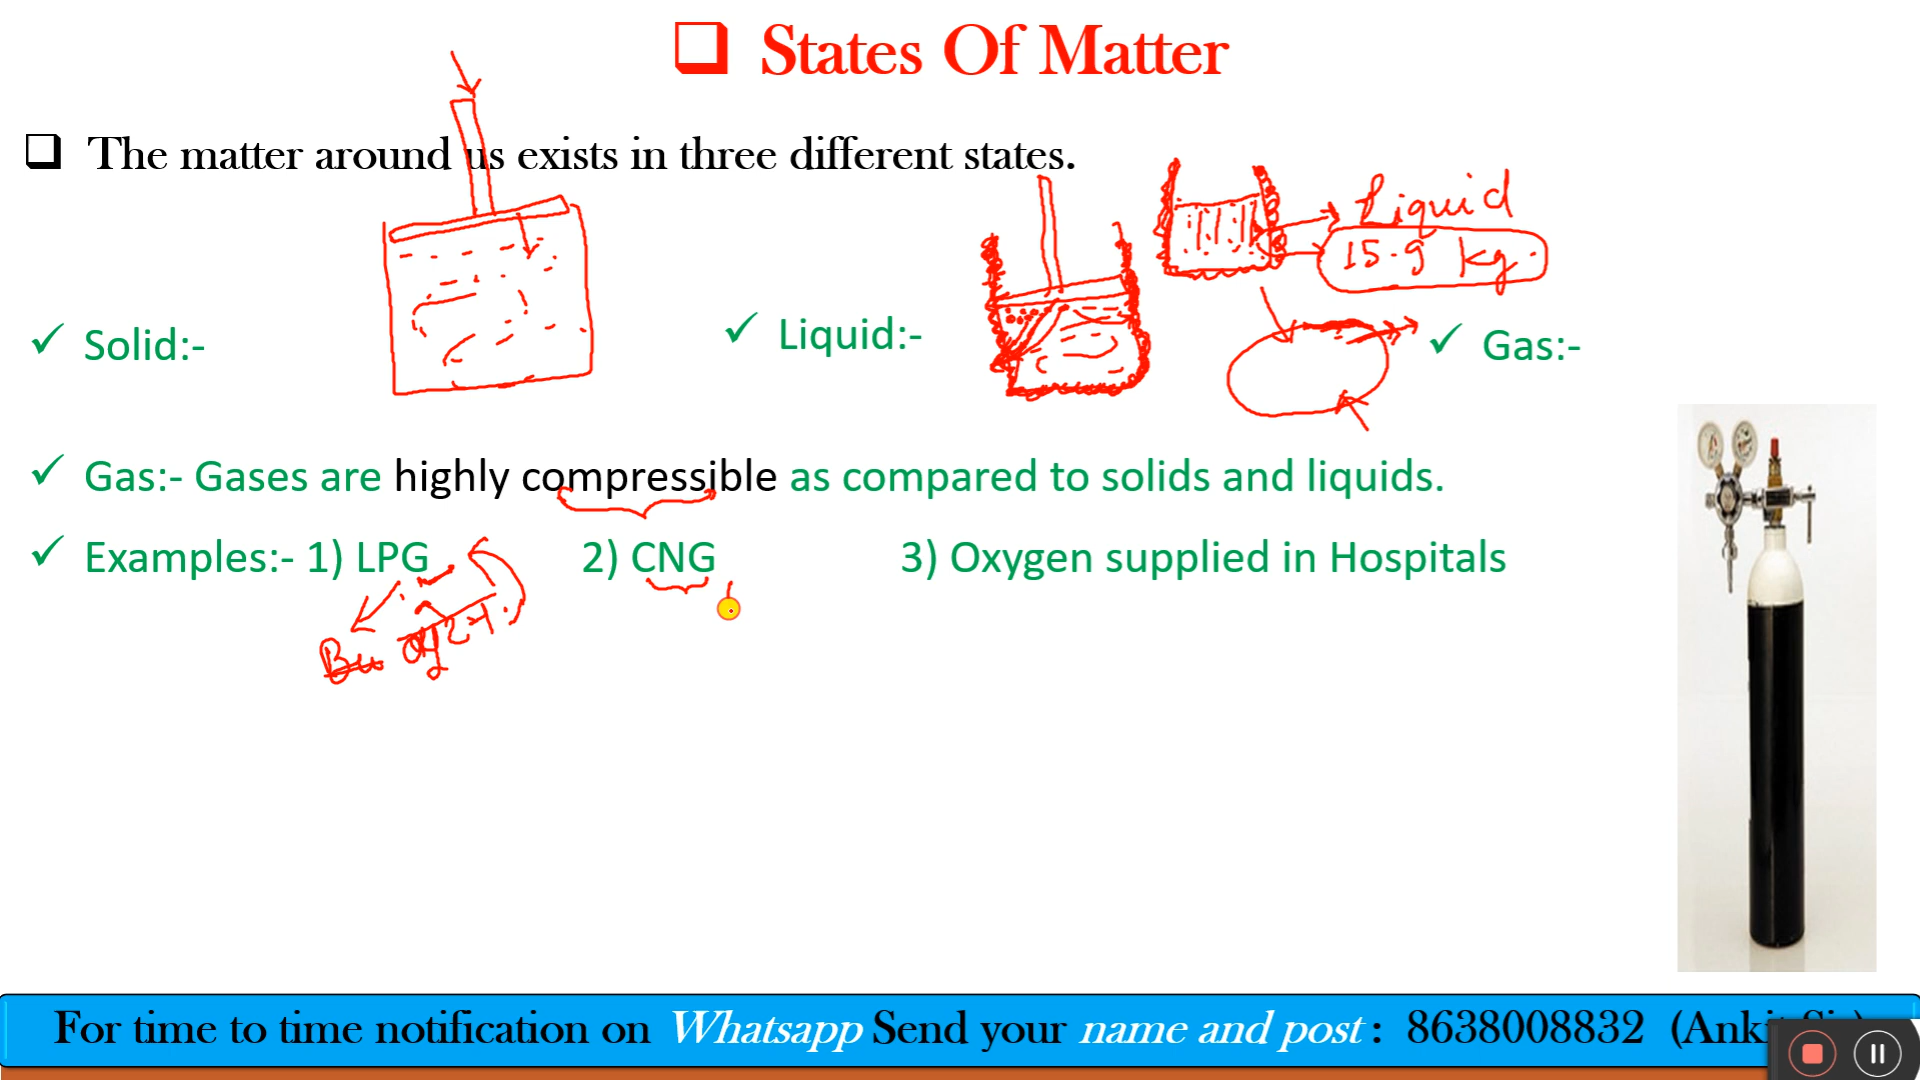 States Of Matter
The matter around us exists in three different states.
Liquid
15.9 kg.
Solid:-
Liquid:-
Gas:-
Gas:- Gases are highly compressible as compared to solids and liquids.
Examples:- 1) LPG 2) CNG 3) Oxygen supplied in Hospitals
For time to time notification on Whatsapp Send your name and post : 8638008832